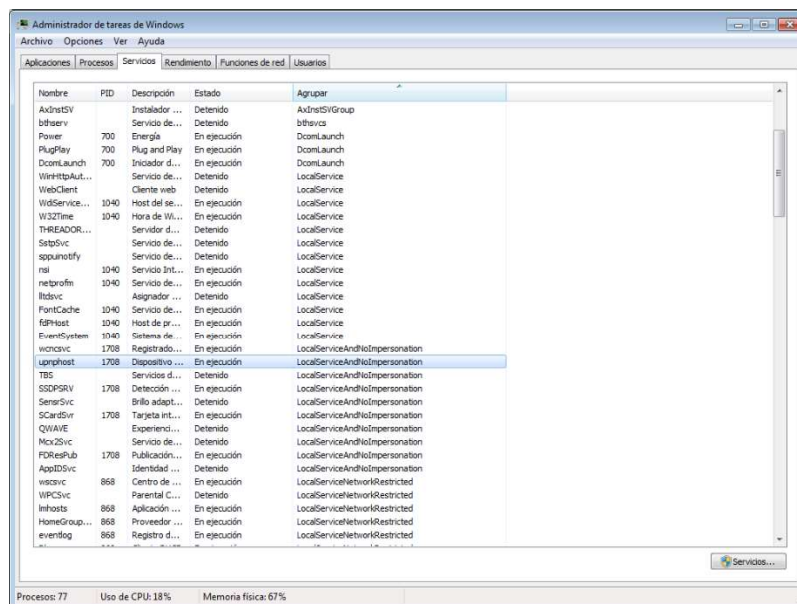 Administrador de tareas de Windows
Archivo Opciones Ver Ayuda
Aplicaciones Procesos Servicios Rendimiento Funciones de red Usuarios
Nombre PID Descripción Estado Agrupar
AxInstSV Instalador ... Detenido AxInstSVGroup
bthserv Servicio de... Detenido bthsvcs
Power 700 Energía En ejecución DcomLaunch
PlugPlay 700 Plug and Play En ejecución DcomLaunch
DcomLaunch 700 Iniciador d... En ejecución DcomLaunch
WinHttpAut... Servicio de... Detenido LocalService
WebClient Cliente web Detenido LocalService
WdiService... 1040 Host del se... En ejecución LocalService
W32Time 1040 Hora de Wi... En ejecución LocalService
THREADOR... Servidor d... Detenido LocalService
SstpSvc Servicio de... Detenido LocalService
sppuinotify Servicio de... Detenido LocalService
nsi 1040 Servicio Int... En ejecución LocalService
netprofm 1040 Servicio de... En ejecución LocalService
lltdsvc Asignador ... Detenido LocalService
FontCache 1040 Servicio de... En ejecución LocalService
fdPHost 1040 Host de pr... En ejecución LocalService
EventSystem 1040 Sistema de... En ejecución LocalService
wcncsvc 1708 Registrado... En ejecución LocalServiceAndNoImpersonation
upnphost 1708 Dispositivo ... En ejecución LocalServiceAndNoImpersonation
TBS Servicios d... Detenido LocalServiceAndNoImpersonation
SSDPSRV 1708 Detección ... En ejecución LocalServiceAndNoImpersonation
SensrSvc Brillo adapt... Detenido LocalServiceAndNoImpersonation
SCardSvr 1708 Tarjeta int... En ejecución LocalServiceAndNoImpersonation
QWAVE Experienci... Detenido LocalServiceAndNoImpersonation
Mcx2Svc Servicio de... Detenido LocalServiceAndNoImpersonation
FDResPub 1708 Publicación... En ejecución LocalServiceAndNoImpersonation
AppIDSvc Identidad ... Detenido LocalServiceAndNoImpersonation
wscsvc 868 Centro de ... En ejecución LocalServiceNetworkRestricted
WPCSvc Parental C... Detenido LocalServiceNetworkRestricted
lmhosts 868 Aplicación ... En ejecución LocalServiceNetworkRestricted
HomeGroup... 868 Proveedor ... En ejecución LocalServiceNetworkRestricted
eventlog 868 Registro d... En ejecución LocalServiceNetworkRestricted
Servicios...
Procesos: 77 Uso de CPU: 18% Memoria física: 67%